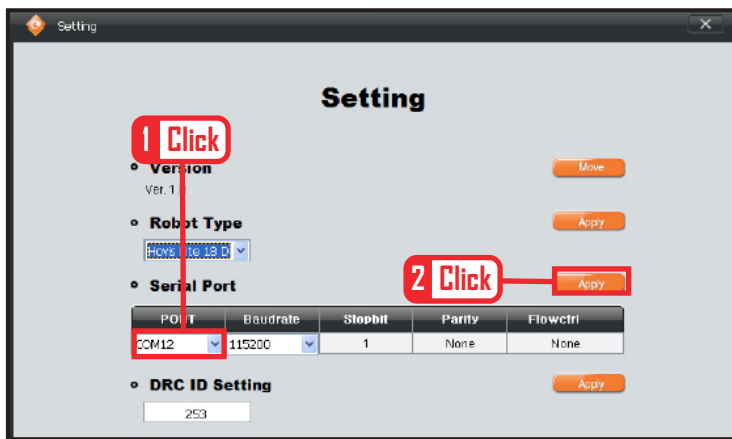 Setting
Setting
1 Click
Version
Move
Ver. 1
Robot Type
Apply
Serial Port
2 Click
Apply
PORT Baudrate Stopbit Parity Flowctrl
COM12 115200 1 None None
DRC ID Setting
Apply
253